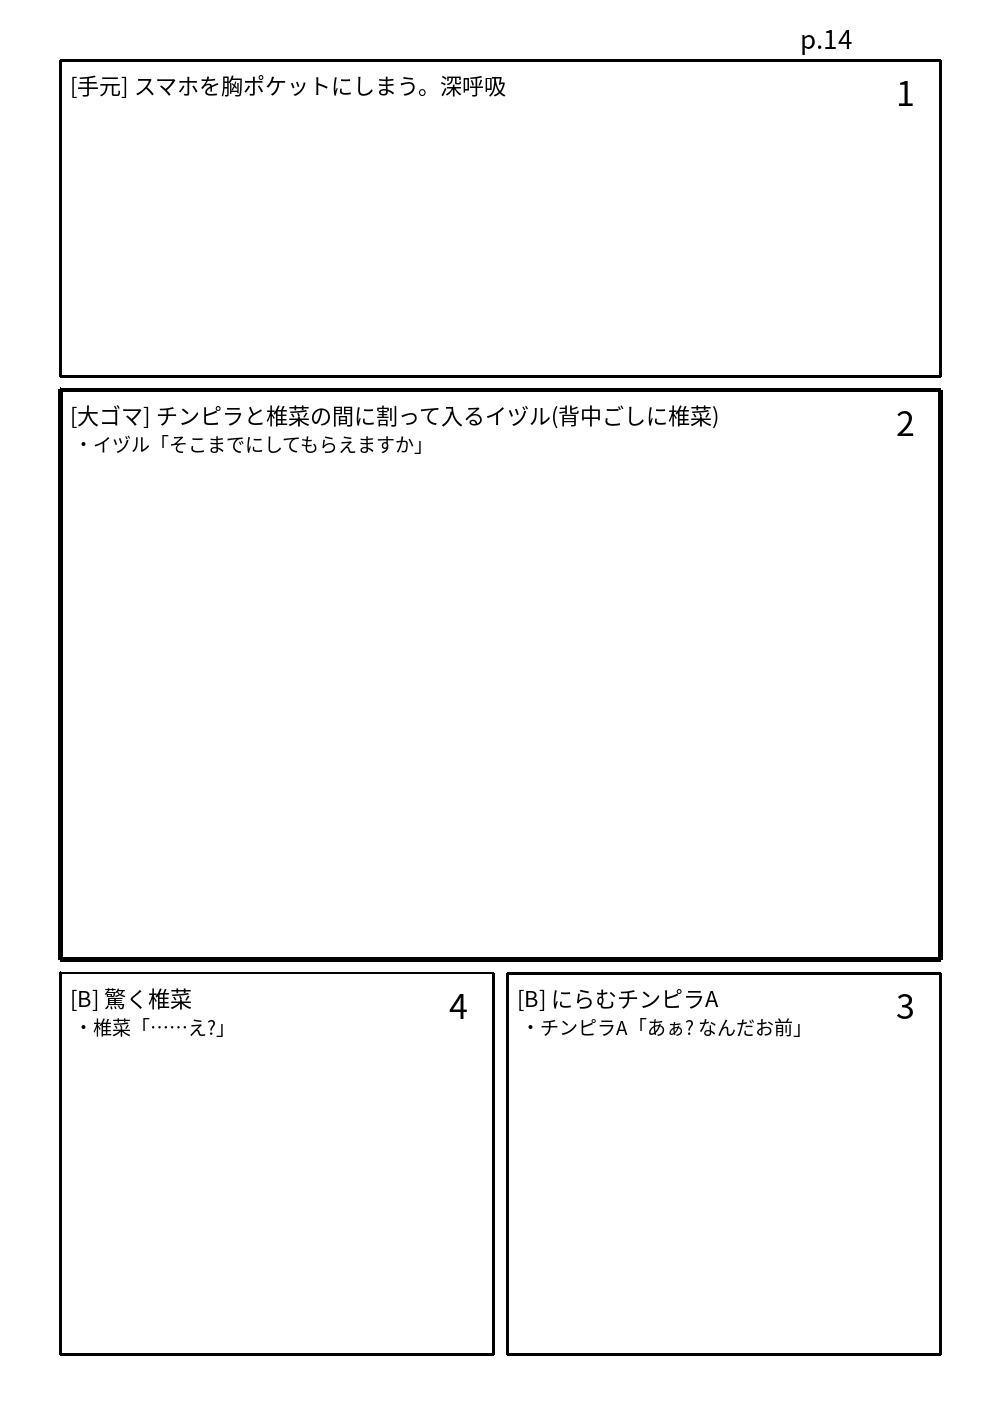 p.14
[手元] スマホを胸ポケットにしまう。深呼吸
1
[大ゴマ] チンピラと椎菜の間に割って入るイヅル(背中ごしに椎菜)
・イヅル「そこまでにしてもらえますか」
2
[B] にらむチンピラA
・チンピラA「あぁ? なんだお前」
3
[B] 驚く椎菜
・椎菜「……え?」
4